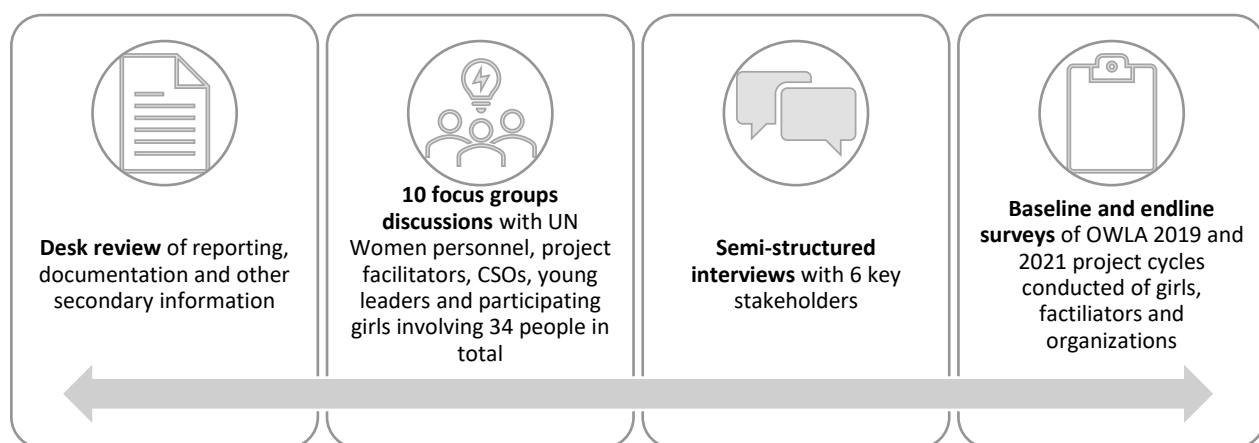 Desk review of reporting,
documentation and other
secondary information
10 focus groups
discussions with UN
Women personnel, project
facilitators, CSOs, young
leaders and participating
girls involving 34 people in
total
Semi-structured
interviews with 6 key
stakeholders
Baseline and endline
surveys of OWLA 2019 and
2021 project cycles
conducted of girls,
factiliators and
organizations